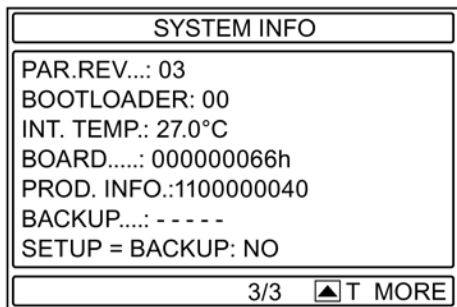 SYSTEM INFO
PAR.REV...: 03
BOOTLOADER: 00
INT. TEMP.: 27.0°C
BOARD.....: 000000066h
PROD. INFO.:1100000040
BACKUP....: - - - - -
SETUP = BACKUP: NO
3/3 ▲T MORE